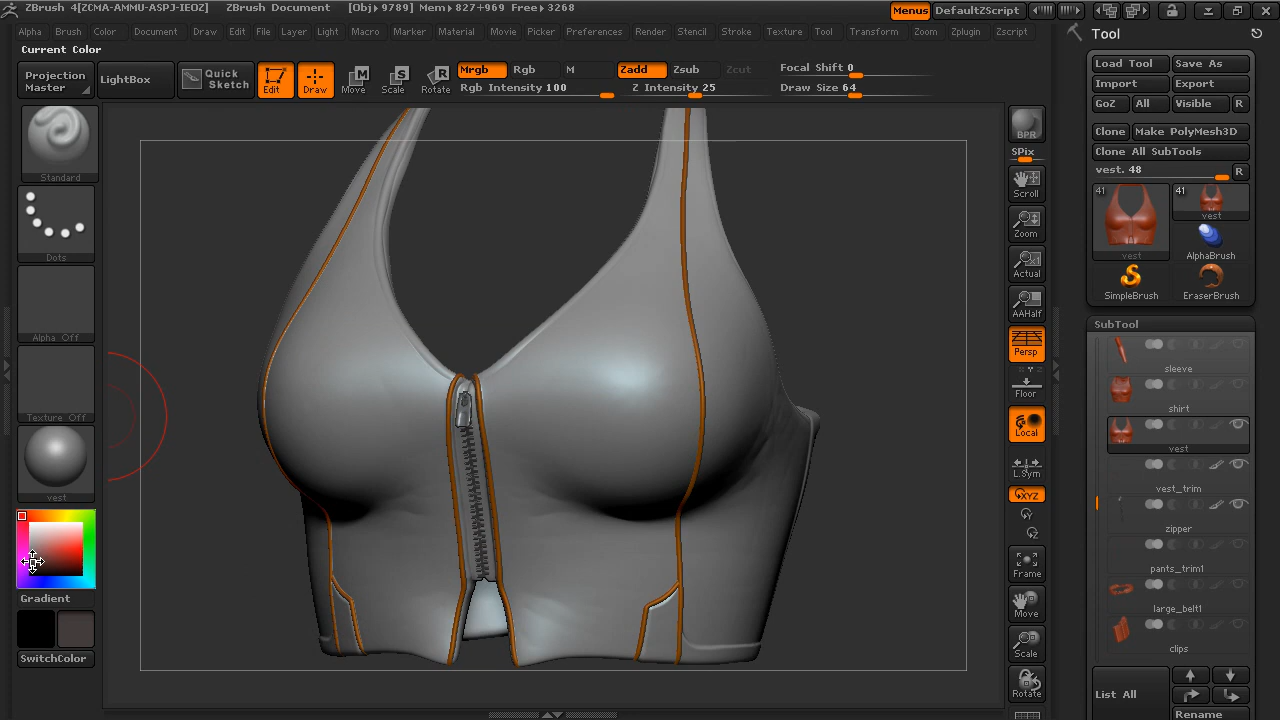 ZBrush 4[ZCMA-AMMU-ASPJ-IEOZ] ZBrush Document [Obj▸9789] Mem▸827+969 Free▸3268 Menus DefaultZScript
Alpha Brush Color Document Draw Edit File Layer Light Macro Marker Material Movie Picker Preferences Render Stencil Stroke Texture Tool Transform Zoom Zplugin Zscript
Current Color
Projection Master
LightBox
Quick Sketch
Edit
Draw
M
Move
S
Scale
R
Rotate
Mrgb Rgb M
Rgb Intensity 100
Zadd Zsub Zcut
Z Intensity 25
Focal Shift 0
Draw Size 64
Standard
Dots
Alpha Off
Texture Off
vest
Gradient
SwitchColor
BPR
SPix
Scroll
Zoom
Actual
AAHalf
Persp
Floor
Local
L.Sym
XYZ
Y
Z
Frame
Move
Scale
Rotate
Tool
Load Tool Save As
Import Export
GoZ All Visible R
Clone Make PolyMesh3D
Clone All SubTools
vest. 48 R
41
vest
41
vest
AlphaBrush
SimpleBrush
EraserBrush
SubTool
sleeve
shirt
vest
vest_trim
zipper
pants_trim1
large_belt1
clips
List All
Rename